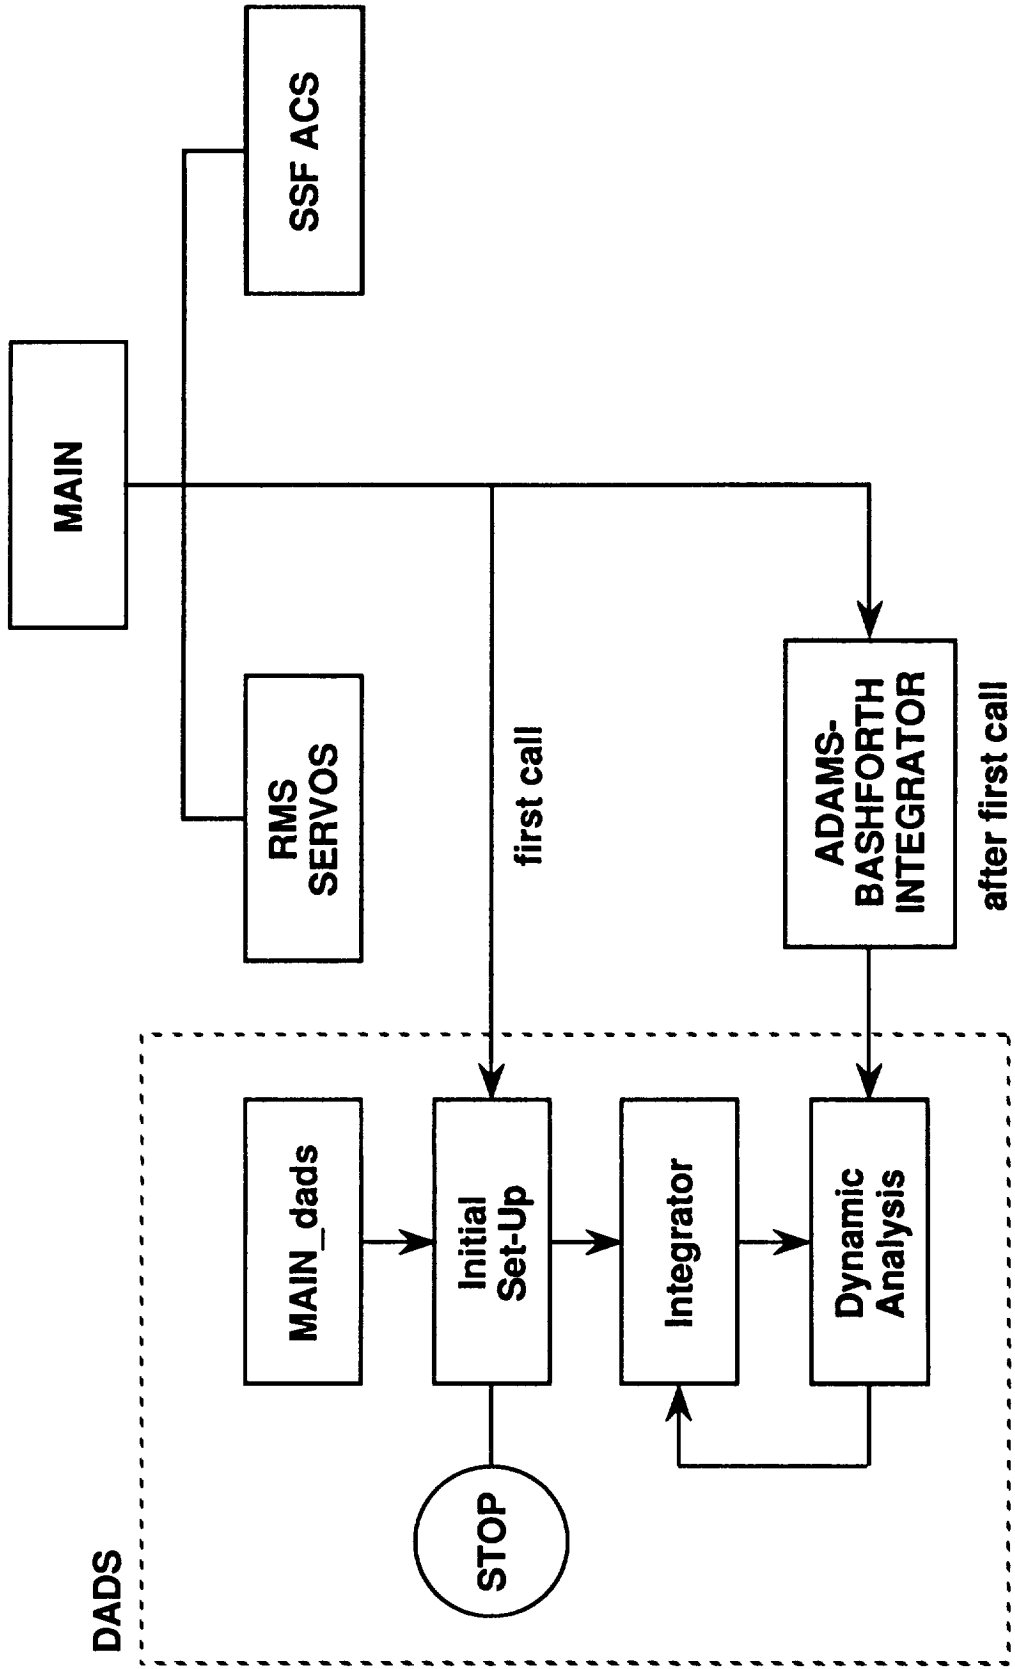 MAIN
RMS
SERVOS
SSF ACS
DADS
MAIN_dads
first call
STOP
Initial
Set-Up
Integrator
Dynamic
Analysis
ADAMS-
BASHFORTH
INTEGRATOR
after first call